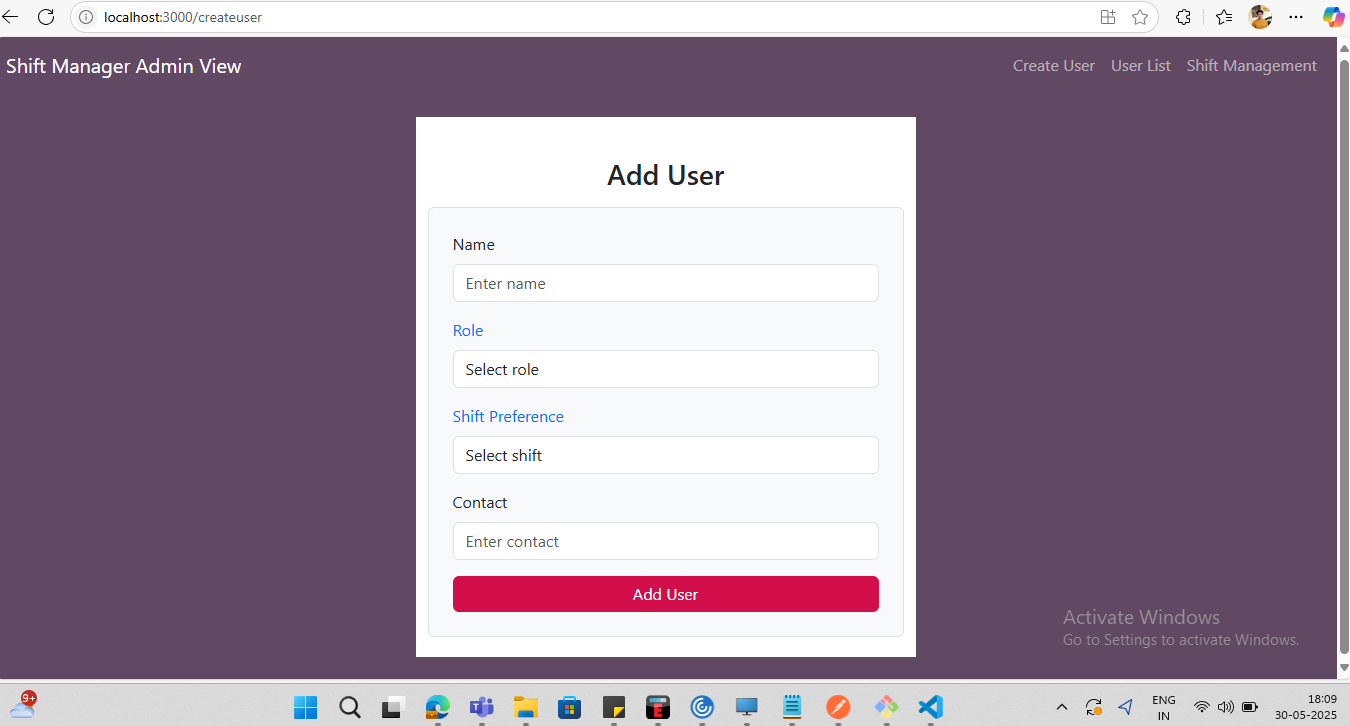 localhost:3000/createuser
Shift Manager Admin View
Create User
User List
Shift Management
Add User
Name
Enter name
Role
Select role
Shift Preference
Select shift
Contact
Enter contact
Add User
Activate Windows
Go to Settings to activate Windows.
9+
E
ENG
IN
18:09
30-05-2025